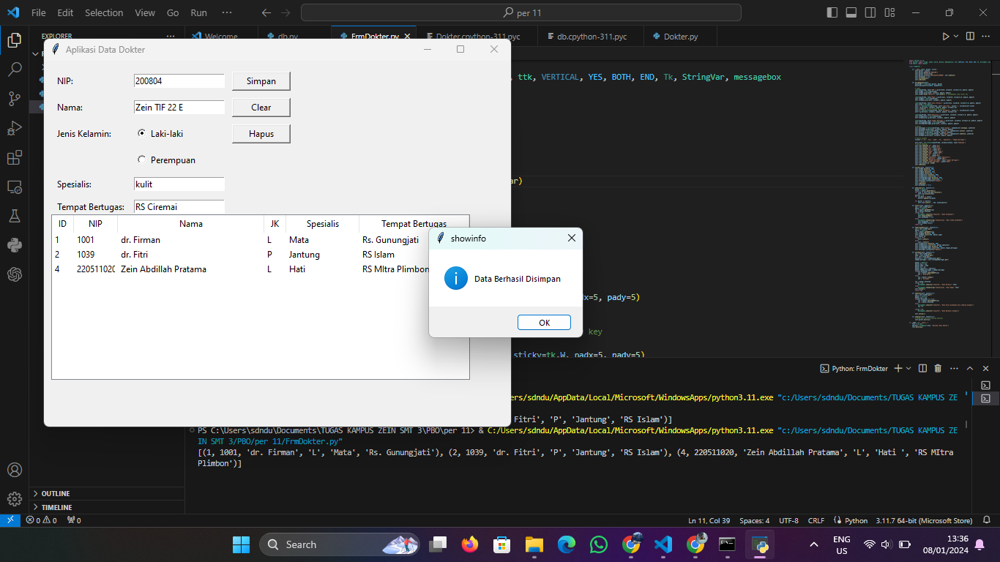 File Edit Selection View Go Run ··· per 11
EXPLORER ··· Welcome db.py FrmDokter.py Dokter.cpython-311.pyc db.cpython-311.pyc Dokter.py
Aplikasi Data Dokter
, ttk, VERTICAL, YES, BOTH, END, Tk, StringVar, messagebox
NIP: 200804 Simpan
Nama: Zein TIF 22 E Clear
Jenis Kelamin: Laki-laki Hapus
Perempuan
Spesialis: kulit
ar)
Tempat Bertugas: RS Ciremai
ID NIP Nama JK Spesialis Tempat Bertugas
1 1001 dr. Firman L Mata Rs. Gunungjati
2 1039 dr. Fitri P Jantung RS Islam
4 220511020 Zein Abdillah Pratama L Hati RS MItra Plimbon
showinfo
Data Berhasil Disimpan
OK
dx=5, pady=5)
key
sticky=tk.W, padx=5, pady=5)
Python: FrmDokter
ers/sdndu/AppData/Local/Microsoft/WindowsApps/python3.11.exe "c:/Users/sdndu/Documents/TUGAS KAMPUS ZE
Fitri', 'P', 'Jantung', 'RS Islam')]
PS C:\Users\sdndu\Documents\TUGAS KAMPUS ZEIN SMT 3\PBO\per 11> & C:/Users/sdndu/AppData/Local/Microsoft/WindowsApps/python3.11.exe "c:/Users/sdndu/Documents/TUGAS KAMPUS ZE
IN SMT 3/PBO/per 11/FrmDokter.py"
[(1, 1001, 'dr. Firman', 'L', 'Mata', 'Rs. Gunungjati'), (2, 1039, 'dr. Fitri', 'P', 'Jantung', 'RS Islam'), (4, 220511020, 'Zein Abdillah Pratama', 'L', 'Hati ', 'RS MItra
Plimbon')]
OUTLINE
TIMELINE
0 0 0 Ln 11, Col 39 Spaces: 4 UTF-8 CRLF Python 3.11.7 64-bit (Microsoft Store)
Search
ENG
US
13:36
08/01/2024